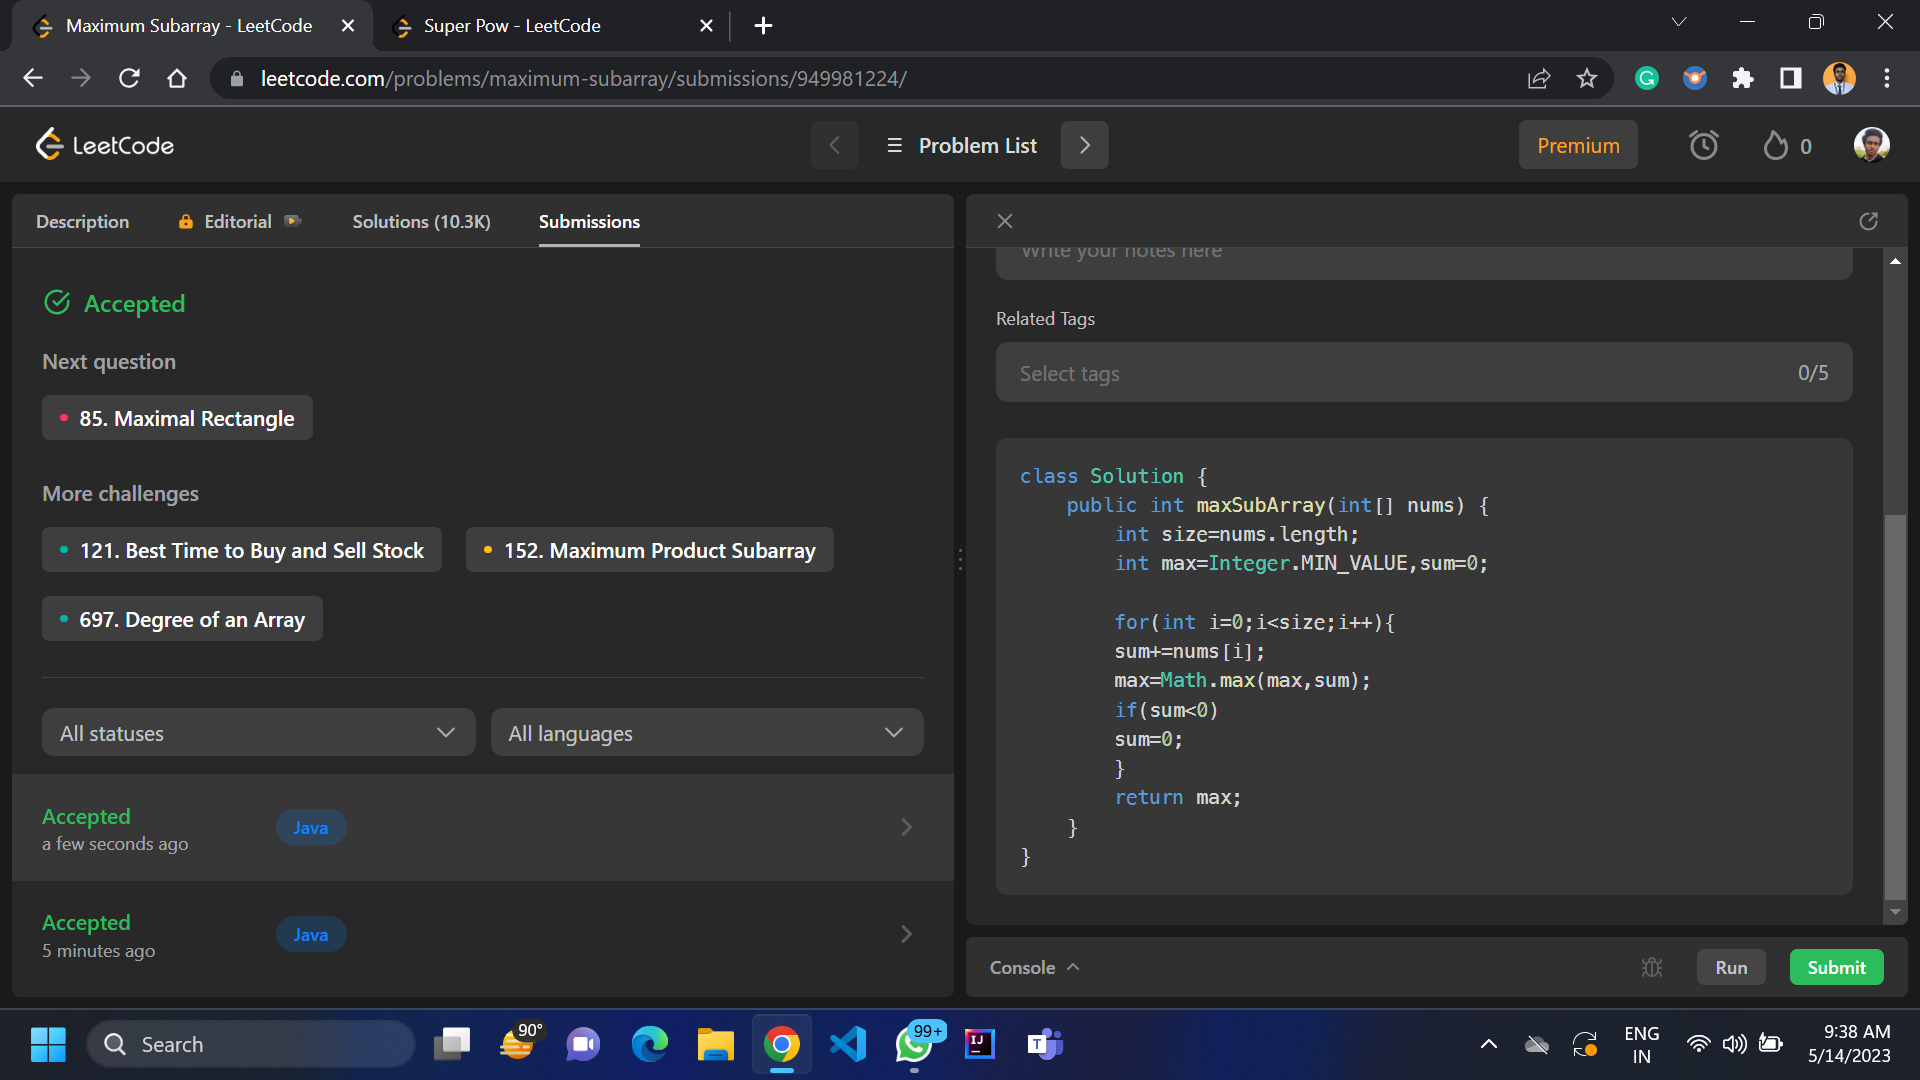 Maximum Subarray - LeetCode
Super Pow - LeetCode
leetcode.com/problems/maximum-subarray/submissions/949981224/
LeetCode
Problem List
Premium
0
Description
Editorial
Solutions (10.3K)
Submissions
Accepted
Next question
85. Maximal Rectangle
More challenges
121. Best Time to Buy and Sell Stock
152. Maximum Product Subarray
697. Degree of an Array
All statuses
All languages
Accepted
Java
a few seconds ago
Accepted
Java
5 minutes ago
Write your notes here
Related Tags
Select tags
0/5
class Solution {
    public int maxSubArray(int[] nums) {
        int size=nums.length;
        int max=Integer.MIN_VALUE,sum=0;
        for(int i=0;i<size;i++){
        sum+=nums[i];
        max=Math.max(max,sum);
        if(sum<0)
        sum=0;
        }
        return max;
    }
}
Console
Run
Submit
Search
90°
99+
IJ
T
ENG
IN
9:38 AM
5/14/2023